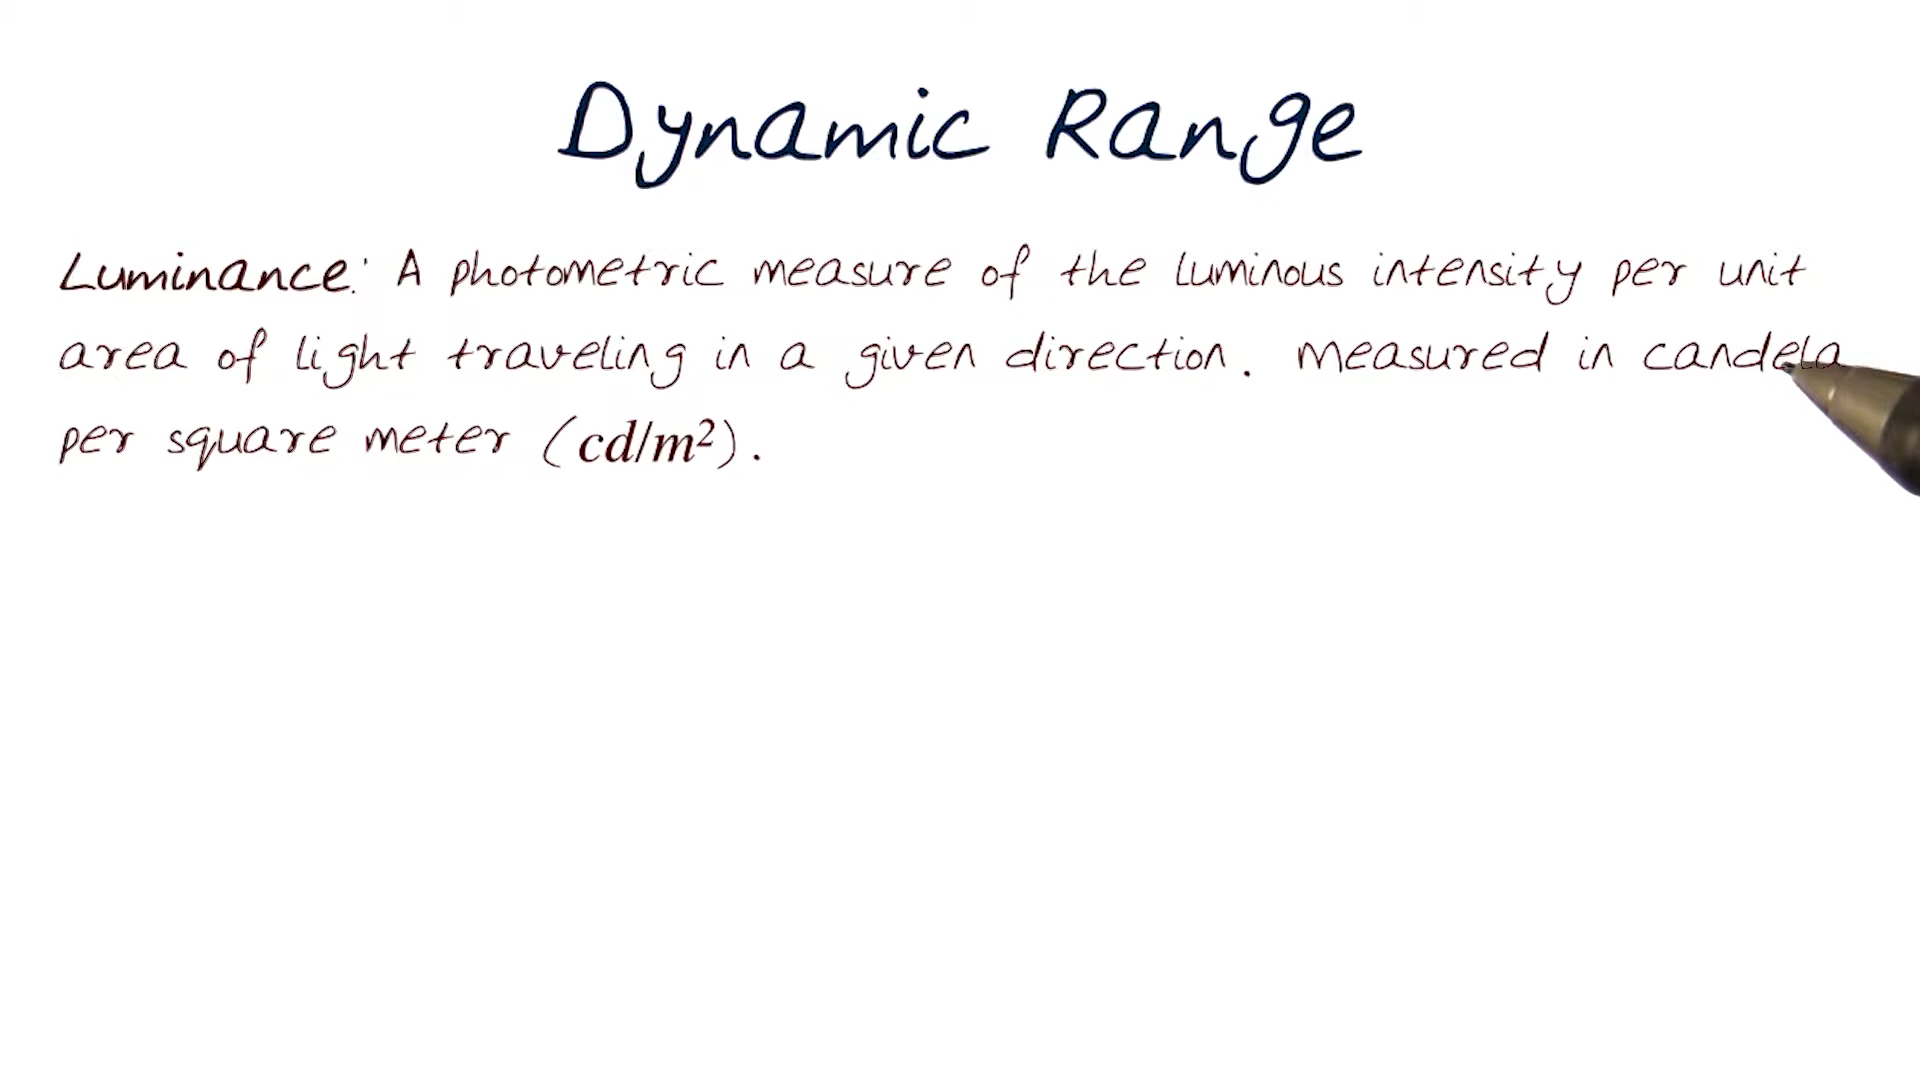 Dynamic Range
Luminance: A photometric measure of the luminous intensity per unit
area of light traveling in a given direction. Measured in candela
per square meter (cd/m²).